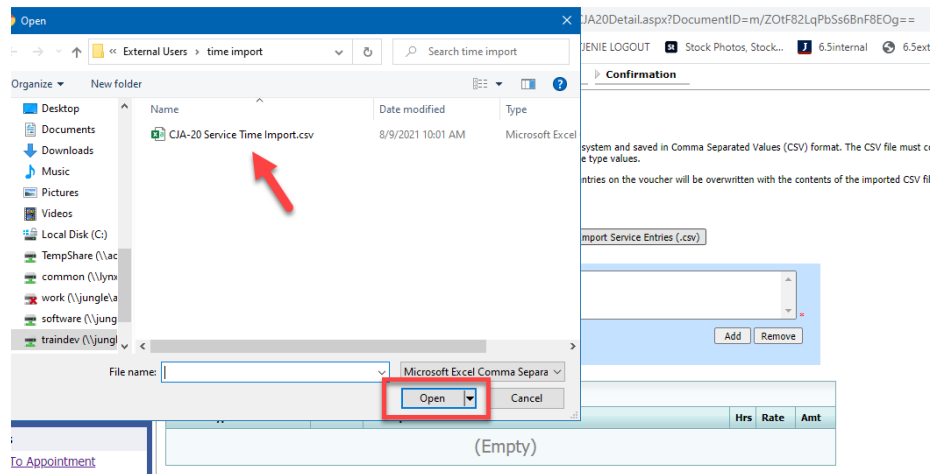 Open
CJA20Detail.aspx?DocumentID=m/ZOtF82LqPbSs6BnF8EOg==
« External Users › time import
Search time import
JENIE LOGOUT St Stock Photos, Stock... J 6.5internal 6.5ext
Organize New folder
Confirmation
Desktop
Documents
Downloads
Music
Pictures
Videos
Local Disk (C:)
TempShare (\\ac
common (\\lynx
work (\\jungle\a
software (\\jung
traindev (\\jungl
Name Date modified Type
CJA-20 Service Time Import.csv 8/9/2021 10:01 AM Microsoft Excel
system and saved in Comma Separated Values (CSV) format. The CSV file must co
e type values.
ntries on the voucher will be overwritten with the contents of the imported CSV fil
mport Service Entries (.csv)
*
Add Remove
File name: Microsoft Excel Comma Separa
Open Cancel
Hrs Rate Amt
(Empty)
To Appointment